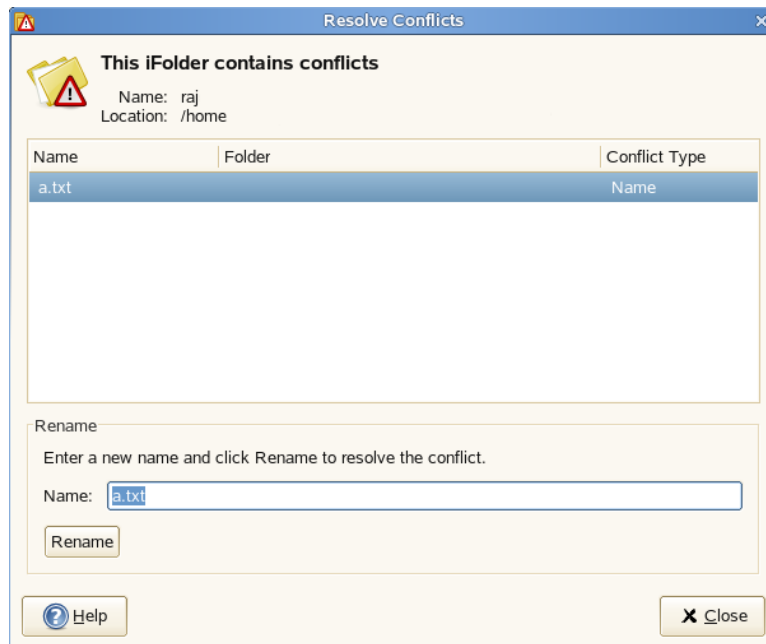 Resolve Conflicts
This iFolder contains conflicts
Name: raj
Location: /home
Name Folder Conflict Type
a.txt Name
Rename
Enter a new name and click Rename to resolve the conflict.
Name: a.txt
Rename
Help Close